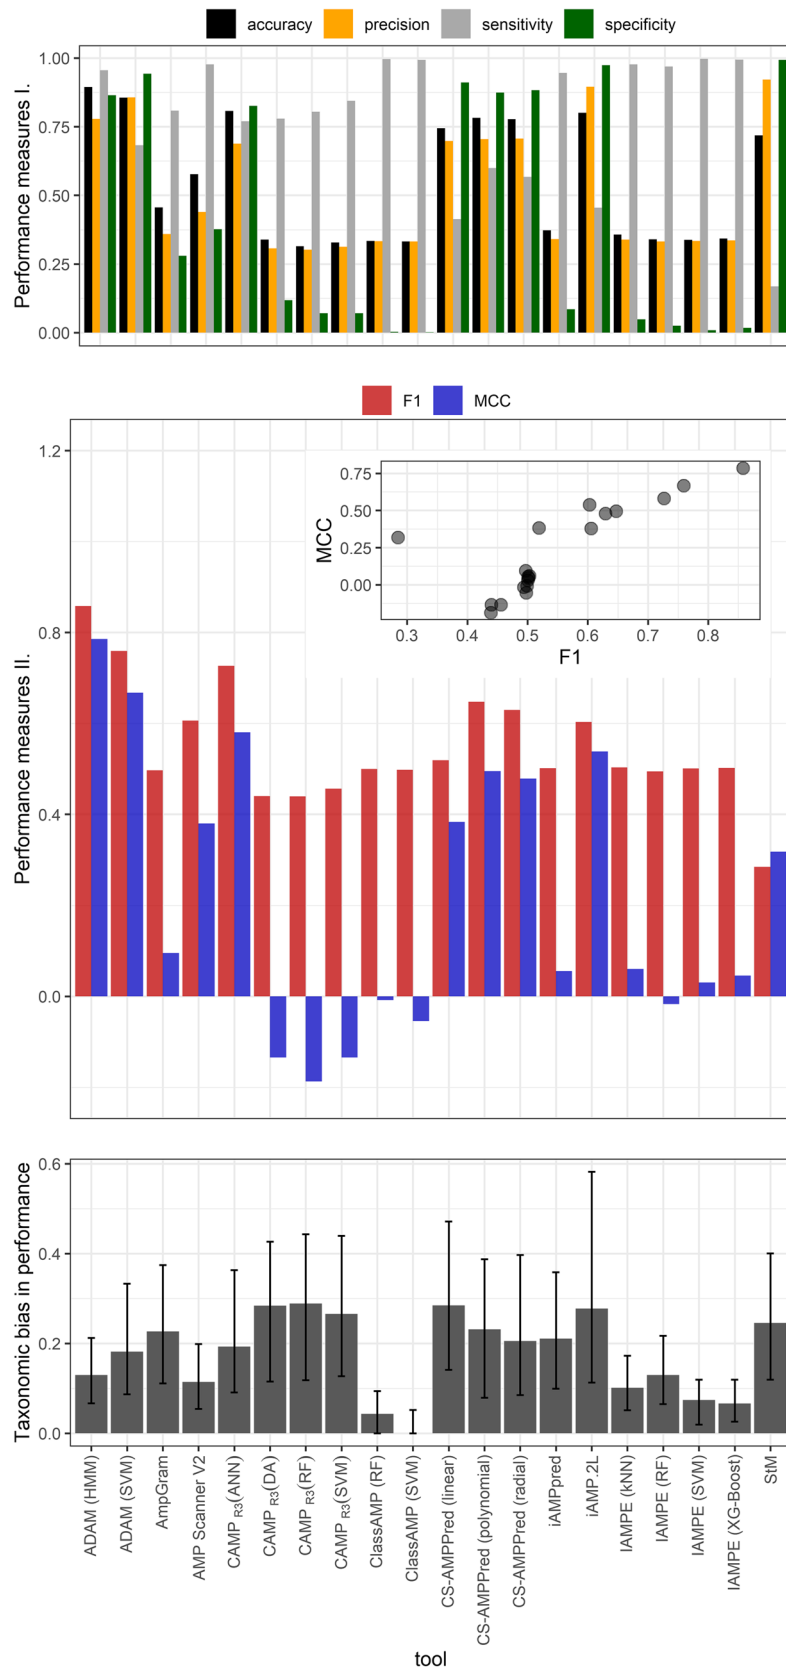 accuracy precision sensitivity specificity
Performance measures I.
1.00
0.75
0.50
0.25
0.00
F1 MCC
Performance measures II.
1.2
0.8
0.4
0.0
MCC
0.75
0.50
0.25
0.00
0.3 0.4 0.5 0.6 0.7 0.8
F1
Taxonomic bias in performance
0.6
0.4
0.2
0.0
ADAM (HMM)
ADAM (SVM)
AmpGram
AMP Scanner V2
CAMP R3(ANN)
CAMP R3(DA)
CAMP R3(RF)
CAMP R3(SVM)
ClassAMP (RF)
ClassAMP (SVM)
CS-AMPPred (linear)
CS-AMPPred (polynomial)
CS-AMPPred (radial)
iAMPpred
iAMP.2L
IAMPE (kNN)
IAMPE (RF)
IAMPE (SVM)
IAMPE (XG-Boost)
StM
tool